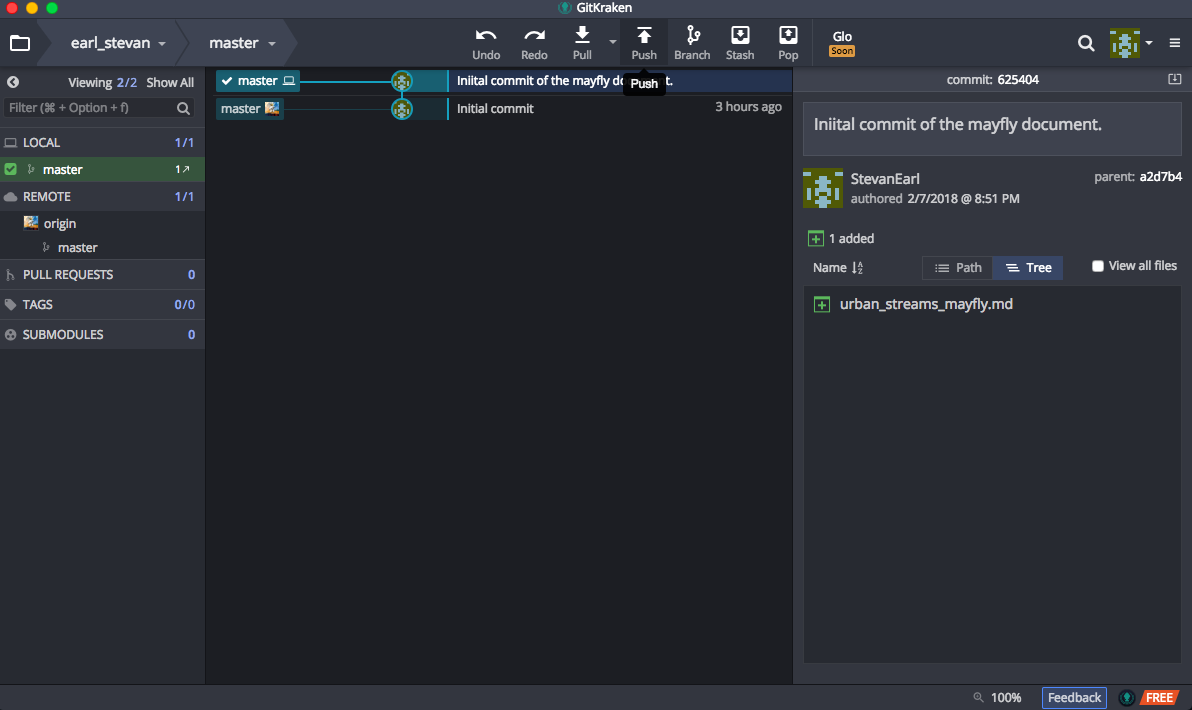 GitKraken
earl_stevan
master
Undo
Redo
Pull
Push
Branch
Stash
Pop
Glo
Soon
Viewing 2/2 Show All
Filter (⌘ + Option + f)
LOCAL 1/1
master 1↗
REMOTE 1/1
origin
master
PULL REQUESTS 0
TAGS 0/0
SUBMODULES 0
master
Iniital commit of the mayfly do t.
Push
master
Initial commit
3 hours ago
commit: 625404
Iniital commit of the mayfly document.
StevanEarl
parent: a2d7b4
authored 2/7/2018 @ 8:51 PM
1 added
Name
Path
Tree
View all files
urban_streams_mayfly.md
100%
Feedback
FREE